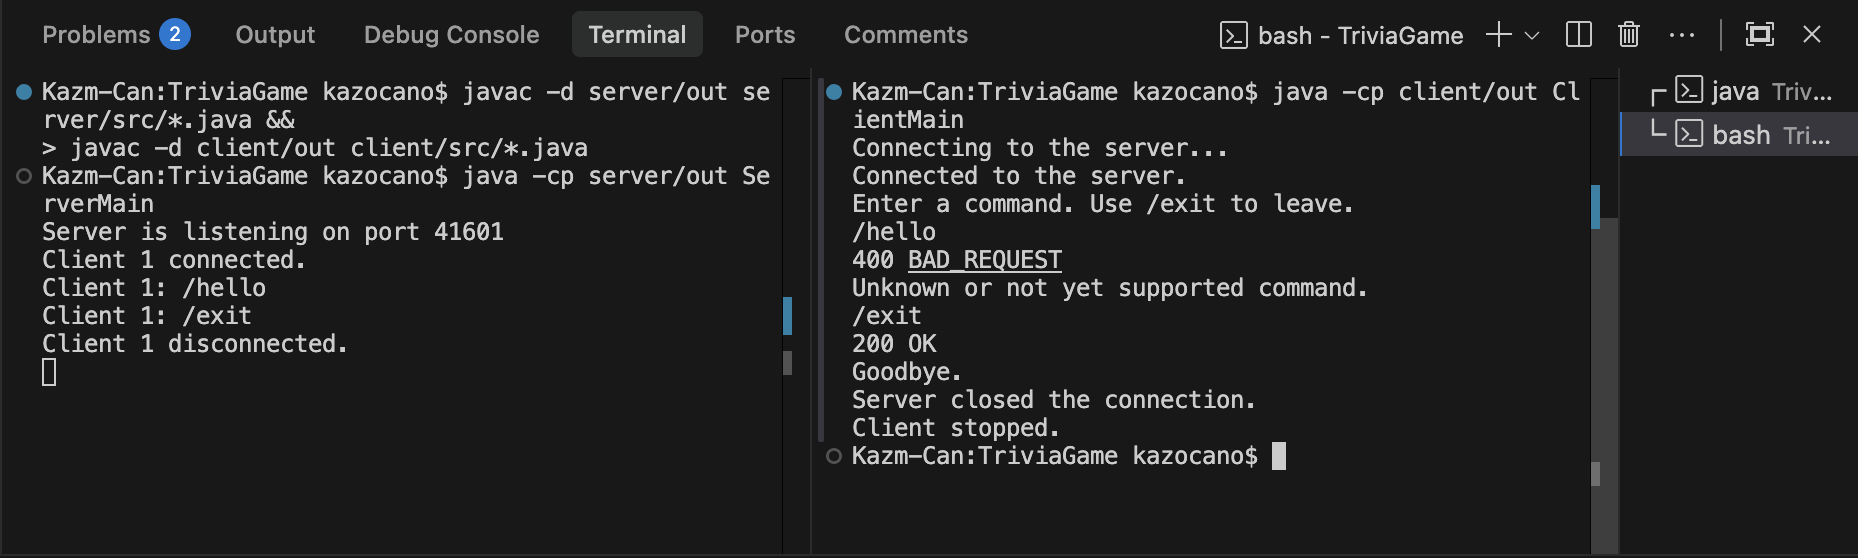 Problems 2 Output Debug Console Terminal Ports Comments bash - TriviaGame
Kazm-Can:TriviaGame kazocano$ javac -d server/out se
rver/src/*.java &&
> javac -d client/out client/src/*.java
Kazm-Can:TriviaGame kazocano$ java -cp server/out Se
rverMain
Server is listening on port 41601
Client 1 connected.
Client 1: /hello
Client 1: /exit
Client 1 disconnected.
Kazm-Can:TriviaGame kazocano$ java -cp client/out Cl
ientMain
Connecting to the server...
Connected to the server.
Enter a command. Use /exit to leave.
/hello
400 BAD_REQUEST
Unknown or not yet supported command.
/exit
200 OK
Goodbye.
Server closed the connection.
Client stopped.
Kazm-Can:TriviaGame kazocano$
java Triv...
bash Tri...